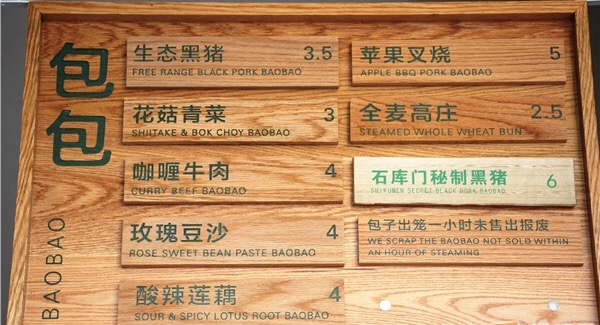 包包
BAOBAO
生态黑猪 3.5
FREE RANGE BLACK PORK BAOBAO
花菇青菜 3
SHIITAKE & BOK CHOY BAOBAO
咖喱牛肉 4
CURRY BEEF BAOBAO
玫瑰豆沙 4
ROSE SWEET BEAN PASTE BAOBAO
酸辣莲藕 4
SOUR & SPICY LOTUS ROOT BAOBAO
苹果叉烧 5
APPLE BBQ PORK BAOBAO
全麦高庄 2.5
STEAMED WHOLE WHEAT BUN
石库门秘制黑猪 6
SHIKUMEN SECRET BLACK PORK BAOBAO
包子出笼一小时未售出报废
WE SCRAP THE BAOBAO NOT SOLD WITHIN
AN HOUR OF STEAMING